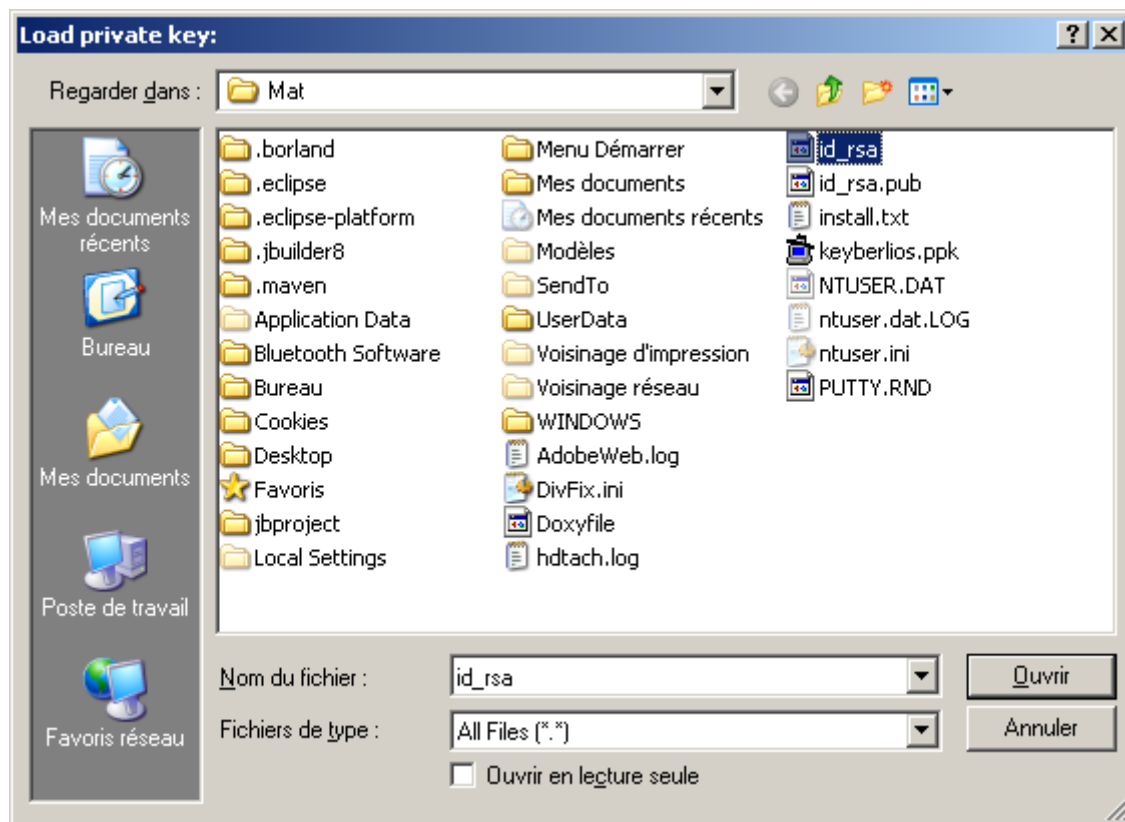 Load private key:
Regarder dans :
Mat
Mes documents
récents
Bureau
Mes documents
Poste de travail
Favoris réseau
.borland
.eclipse
.eclipse-platform
.jbuilder8
.maven
Application Data
Bluetooth Software
Bureau
Cookies
Desktop
Favoris
jbproject
Local Settings
Menu Démarrer
Mes documents
Mes documents récents
Modèles
SendTo
UserData
Voisinage d'impression
Voisinage réseau
WINDOWS
AdobeWeb.log
DivFix.ini
Doxyfile
hdtach.log
id_rsa
id_rsa.pub
install.txt
keyberlios.ppk
NTUSER.DAT
ntuser.dat.LOG
ntuser.ini
PUTTY.RND
Nom du fichier :
id_rsa
Ouvrir
Fichiers de type :
All Files (*.*)
Annuler
Ouvrir en lecture seule